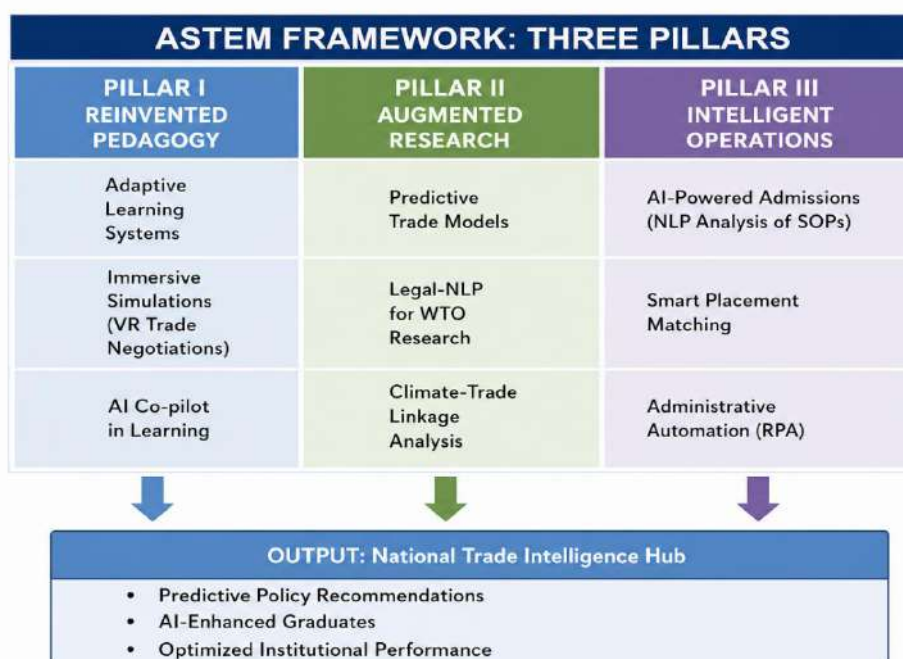 ASTEM FRAMEWORK: THREE PILLARS
PILLAR I
REINVENTED
PEDAGOGY
Adaptive
Learning
Systems
Immersive
Simulations
(VR Trade
Negotiations)
AI Co-pilot
in Learning
PILLAR II
AUGMENTED
RESEARCH
Predictive
Trade Models
Legal-NLP
for WTO
Research
Climate-Trade
Linkage
Analysis
PILLAR III
INTELLIGENT
OPERATIONS
AI-Powered Admissions
(NLP Analysis of SOPs)
Smart Placement
Matching
Administrative
Automation (RPA)
OUTPUT: National Trade Intelligence Hub
• Predictive Policy Recommendations
• AI-Enhanced Graduates
• Optimized Institutional Performance